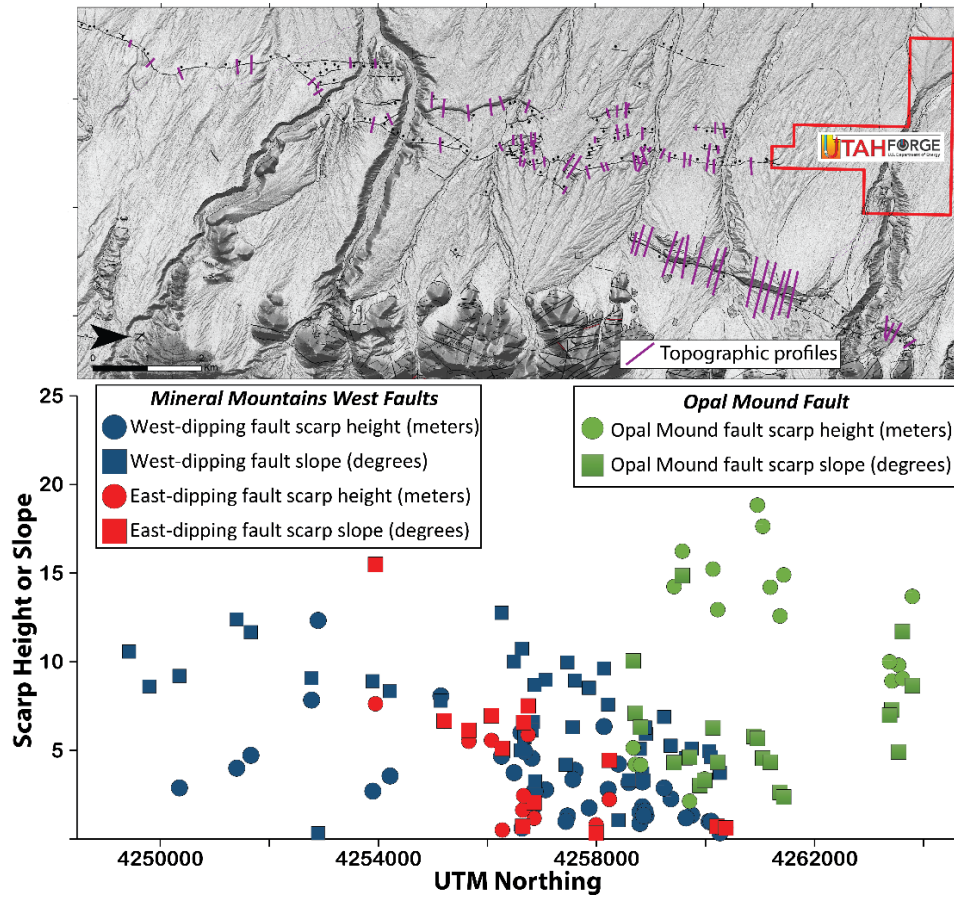 UTAH FORGE
U.S. Department of Energy
Topographic profiles
25
20
15
10
5
Scarp Height or Slope
Mineral Mountains West Faults
West-dipping fault scarp height (meters)
West-dipping fault slope (degrees)
East-dipping fault scarp height (meters)
East-dipping fault scarp slope (degrees)
Opal Mound Fault
Opal Mound fault scarp height (meters)
Opal Mound fault scarp slope (degrees)
4250000 4254000 4258000 4262000
UTM Northing